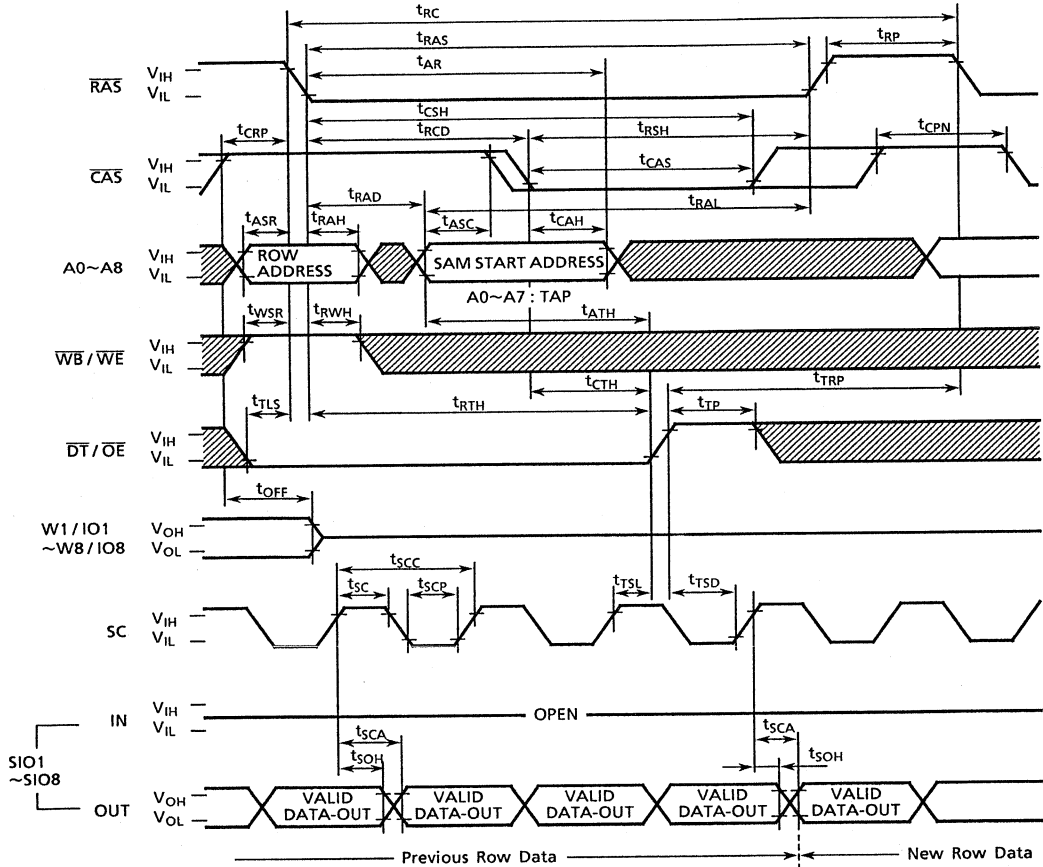 tRC
tRAS
tRP
tAR
RAS VIH
VIL
tCSH
tCRP tRCD tRSH tCPN
CAS VIH
VIL
tCAS
tRAD tRAL
tASR tRAH tASC tCAH
A0~A8 VIH
VIL
ROW
ADDRESS
SAM START ADDRESS
A0~A7 : TAP
tWSR tRWH tATH
WB / WE VIH
VIL
tCTH tTRP
tTLS tRTH tTP
DT / OE VIH
VIL
tOFF
W1 / IO1
~W8 / IO8
VOH
VOL
tSCC
tSC tSCP tTSL tTSD
SC VIH
VIL
IN VIH
VIL
OPEN
tSCA tSCA
tSOH tSOH
SIO1
~SIO8
OUT VOH
VOL
VALID
DATA-OUT
VALID
DATA-OUT
VALID
DATA-OUT
VALID
DATA-OUT
VALID
DATA-OUT
Previous Row Data New Row Data